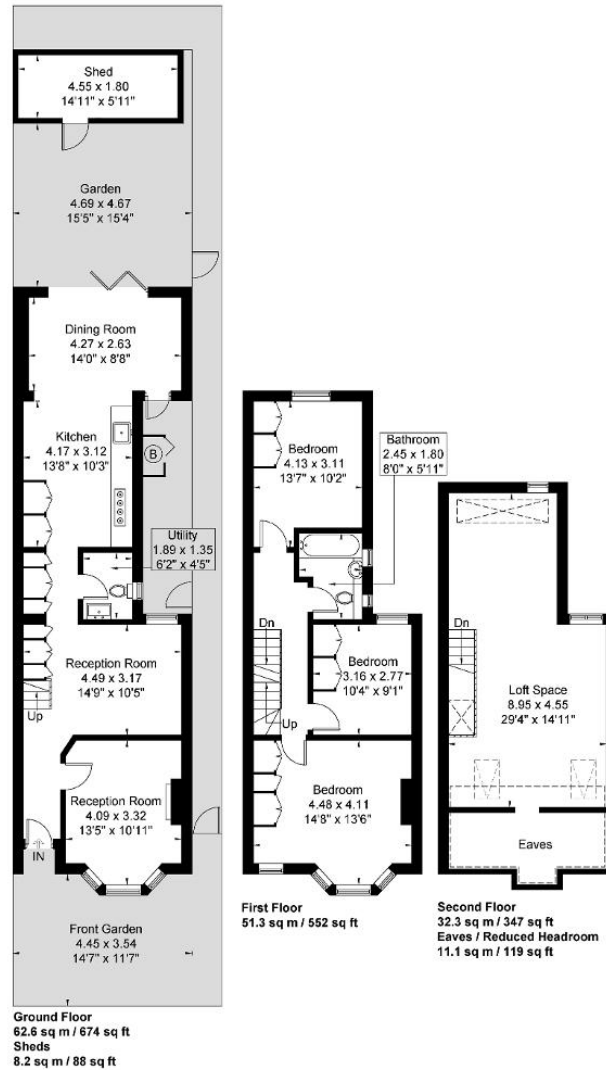 Shed
4.55 x 1.80
14'11" x 5'11"
Garden
4.69 x 4.67
15'5" x 15'4"
Dining Room
4.27 x 2.63
14'0" x 8'8"
Kitchen
4.17 x 3.12
13'8" x 10'3"
B
Utility
1.89 x 1.35
6'2" x 4'5"
Reception Room
4.49 x 3.17
14'9" x 10'5"
Up
Reception Room
4.09 x 3.32
13'5" x 10'11"
IN
Front Garden
4.45 x 3.54
14'7" x 11'7"
Ground Floor
62.6 sq m / 674 sq ft
Sheds
8.2 sq m / 88 sq ft
Bedroom
4.13 x 3.11
13'7" x 10'2"
Bathroom
2.45 x 1.80
8'0" x 5'11"
Dn
Bedroom
3.16 x 2.77
10'4" x 9'1"
Up
Bedroom
4.48 x 4.11
14'8" x 13'6"
First Floor
51.3 sq m / 552 sq ft
Dn
Loft Space
8.95 x 4.55
29'4" x 14'11"
Eaves
Second Floor
32.3 sq m / 347 sq ft
Eaves / Reduced Headroom
11.1 sq m / 119 sq ft